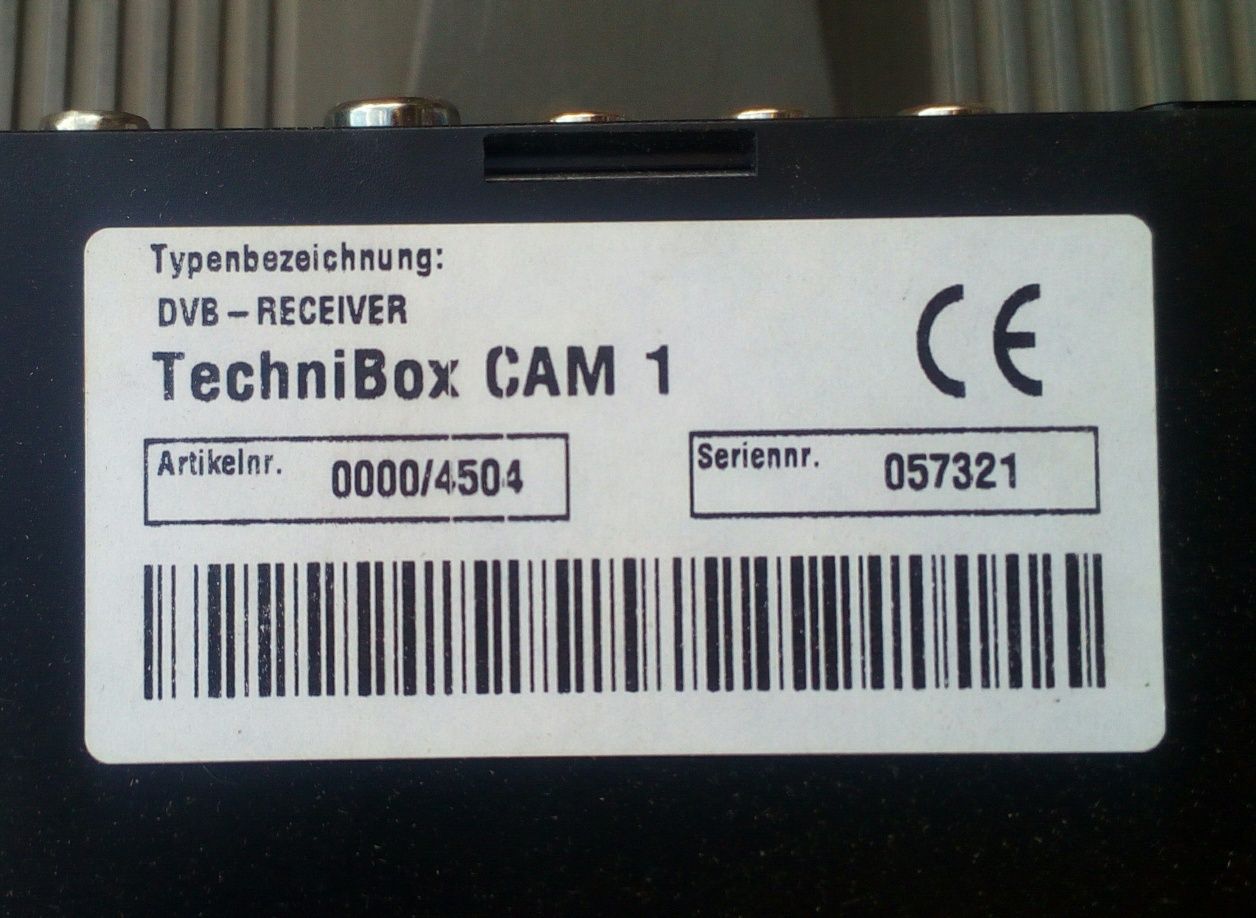 Typenbezeichnung:
DVB – RECEIVER
TechniBox CAM 1
CE
Artikelnr. 0000/4504
Seriennr. 057321